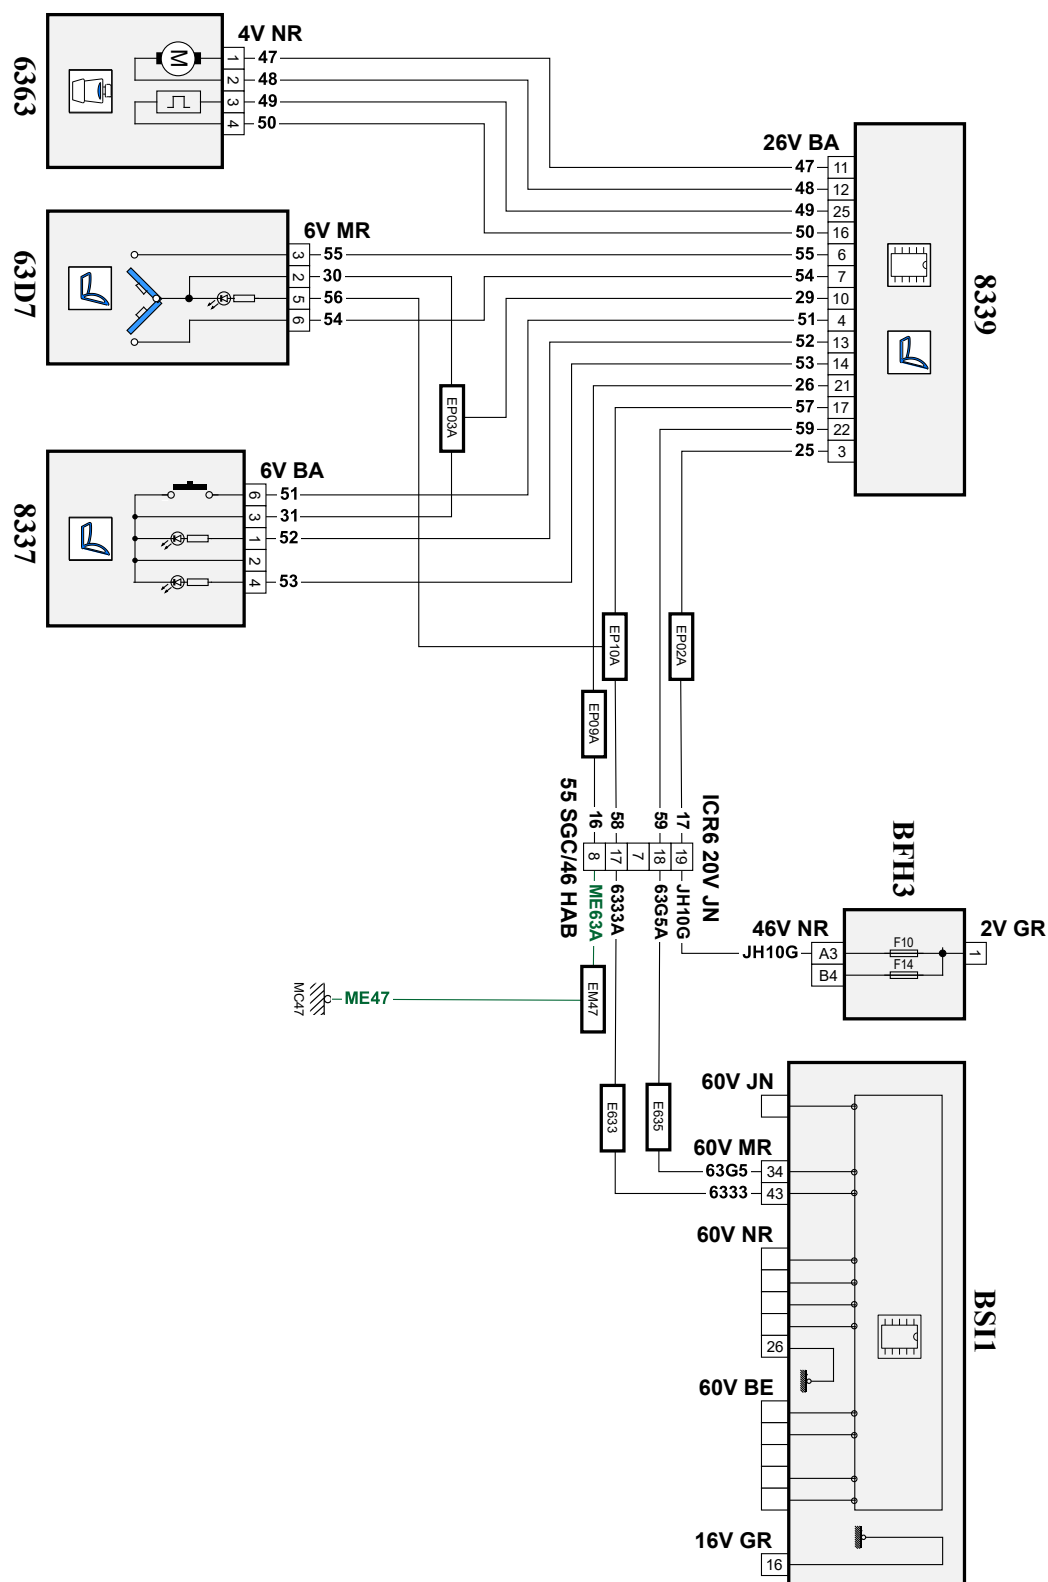 4V NR
1 47
2 48
3 49
4 50
M
6363
26V BA
47 11
48 12
49 25
50 16
55 6
54 7
29 10
51 4
52 13
53 14
26 21
57 17
59 22
25 3
8339
6V MR
3 55
2 30
5 56
6 54
63D7
EP03A
6V BA
6 51
3 31
1 52
2
4 53
8337
EP10A
EP02A
EP09A
16
58
59
17
ICR6 20V JN
8
17
7
18
19
55 SGC/46 HAB
ME63A
6333A
63G5A
JH10G
BFH3
46V NR
2V GR
JH10G A3
B4
F10
F14
1
EM47
ME47
MC47
E633
E635
60V JN
60V MR
63G5 34
6333 43
60V NR
26
60V BE
16V GR
16
BSI1